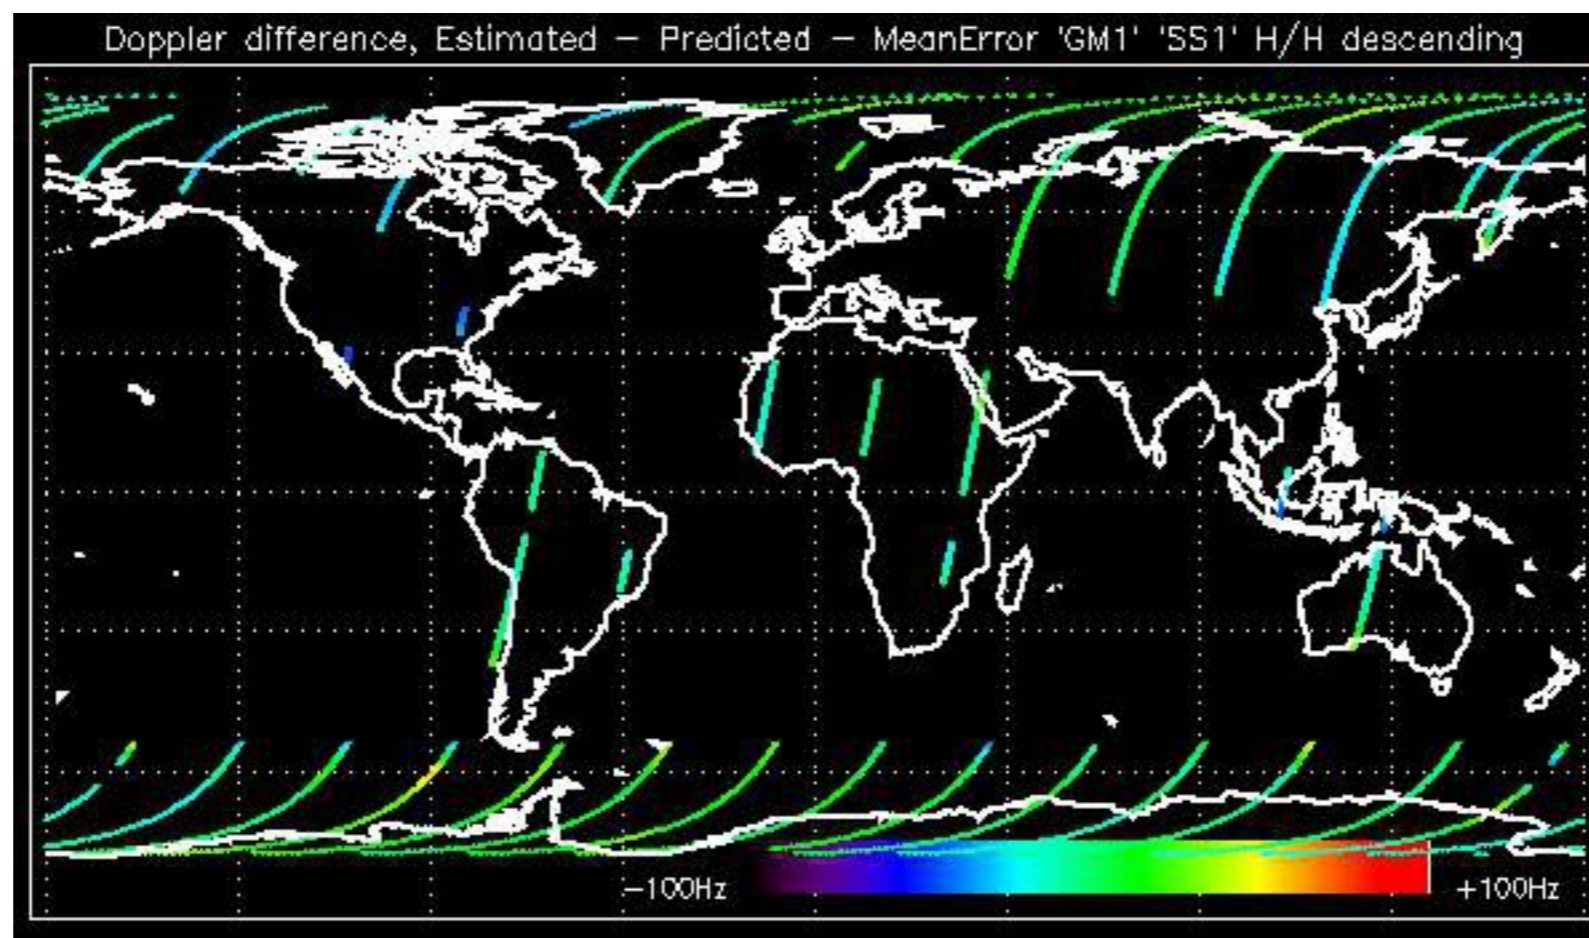 Doppler difference, Estimated – Predicted – MeanError 'GM1' 'SS1' H/H descending
–100Hz +100Hz